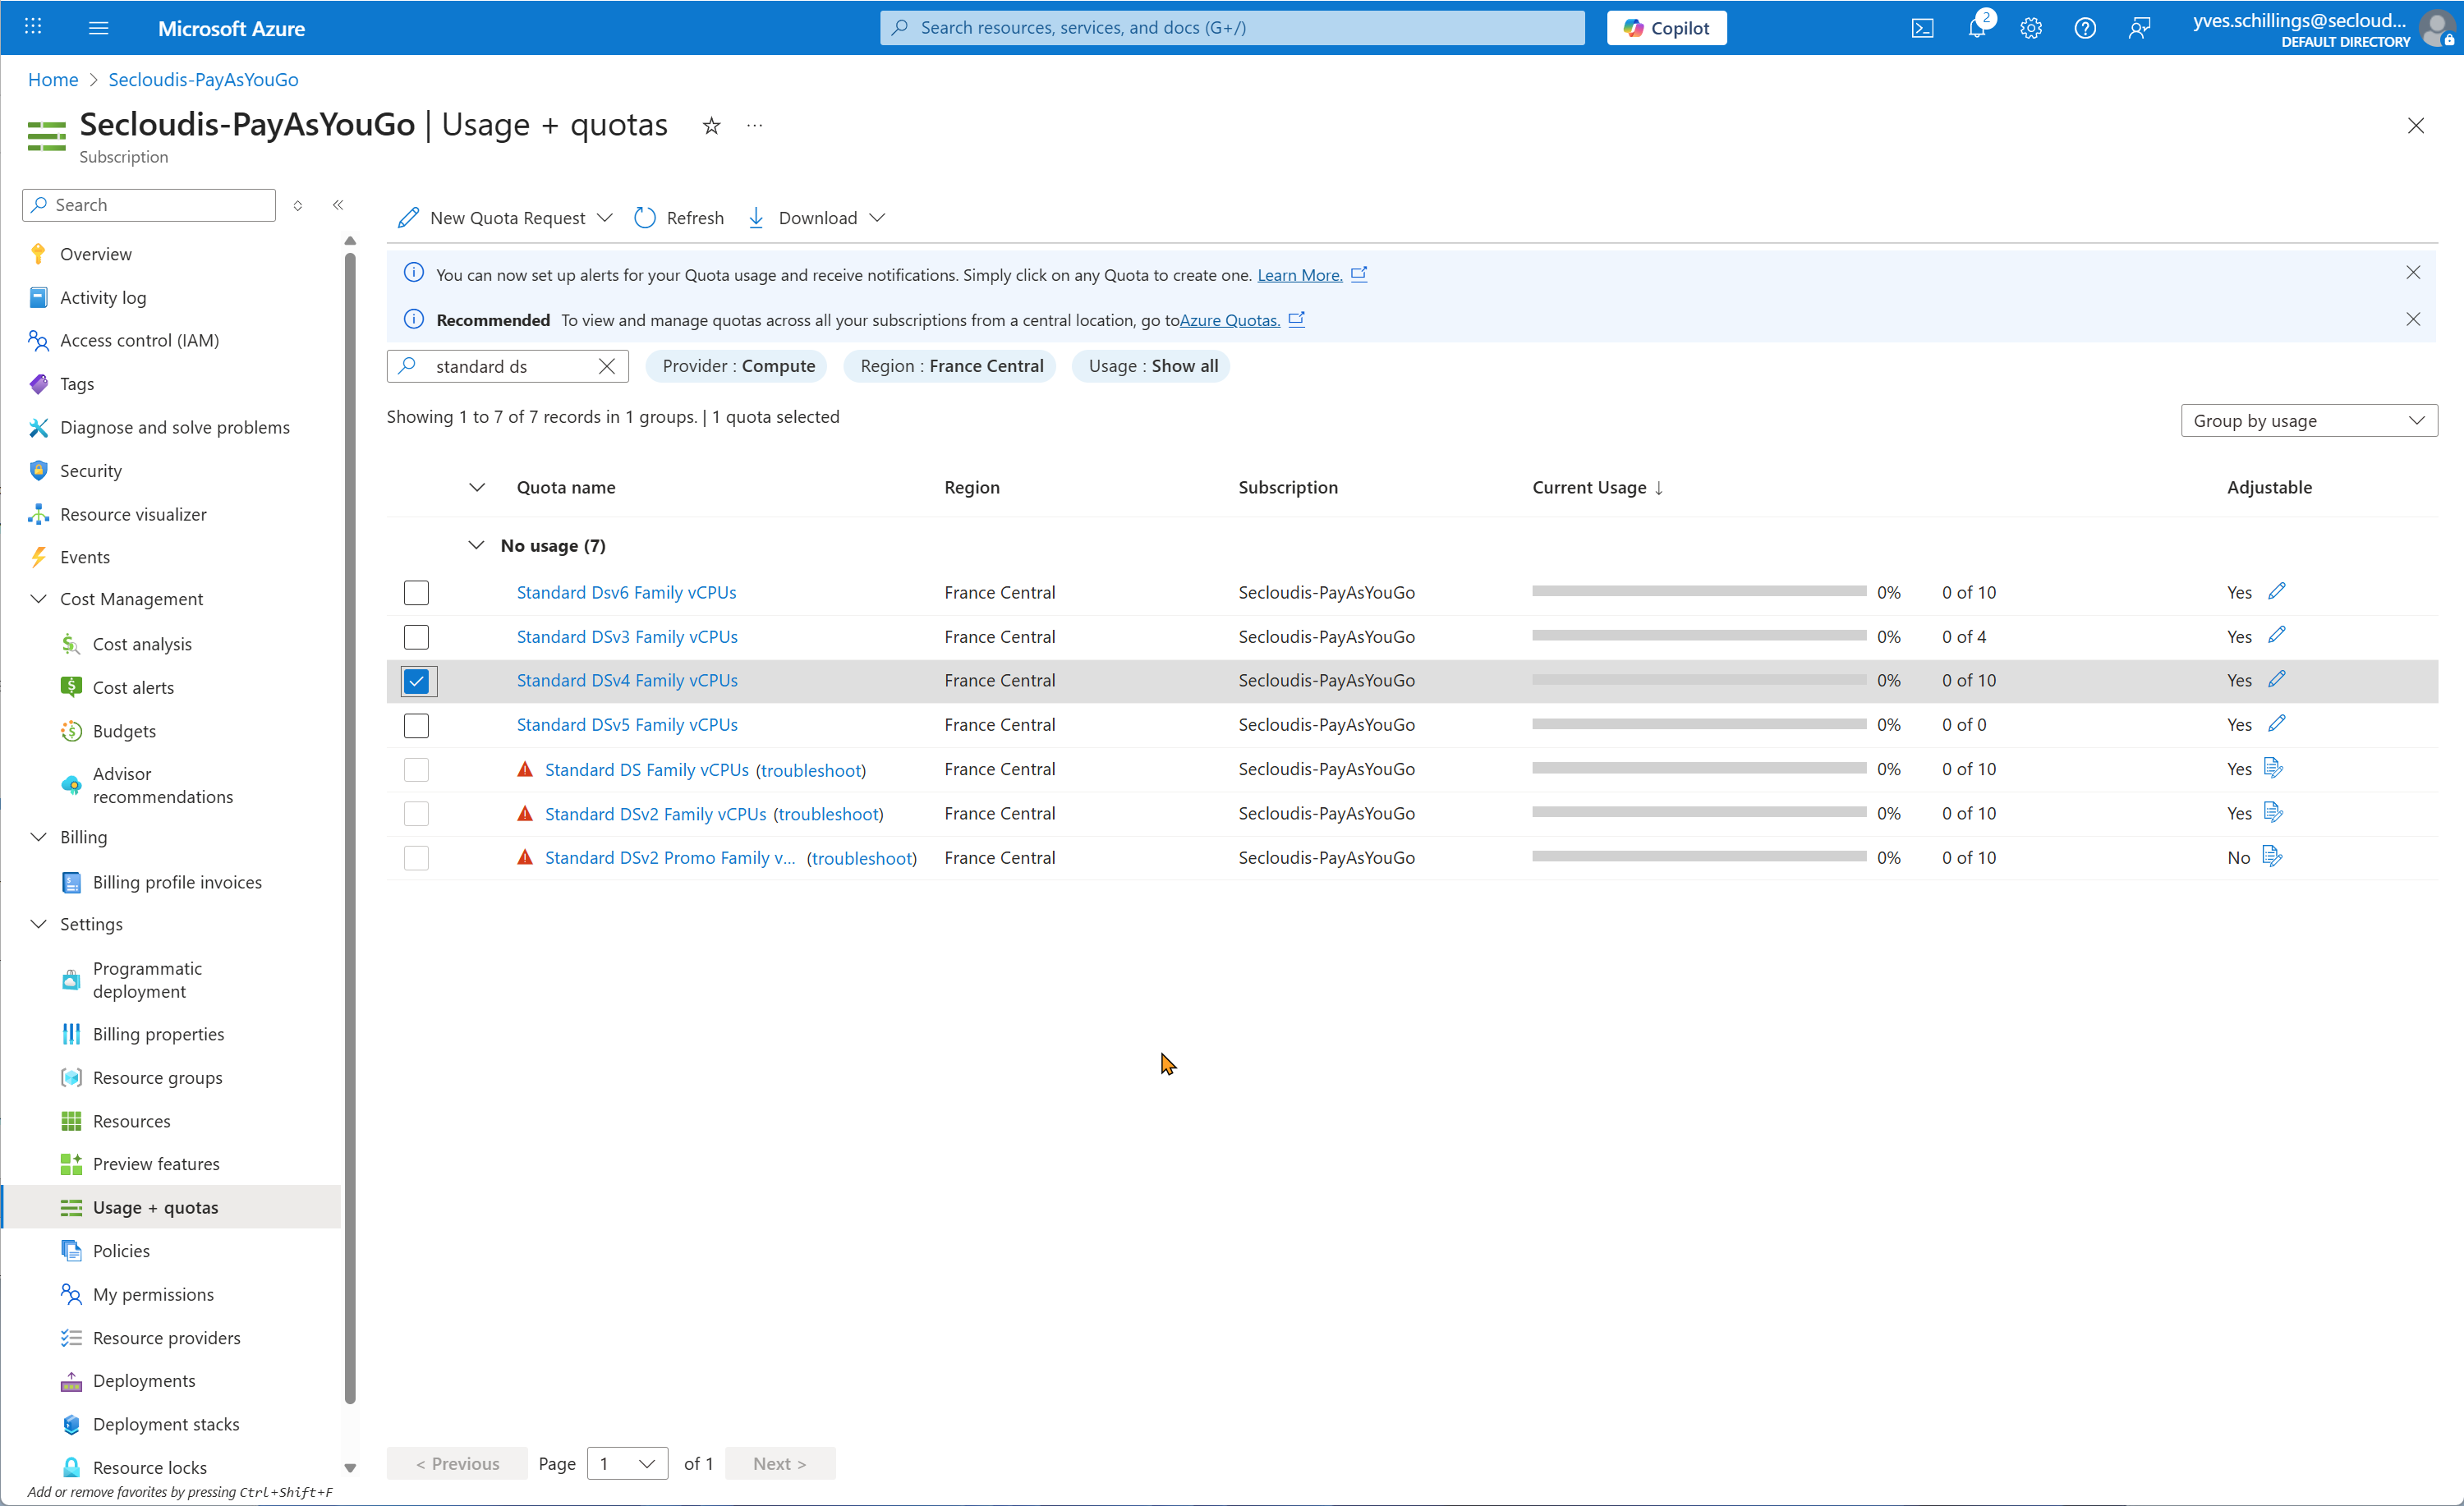 Microsoft Azure
Search resources, services, and docs (G+/)
Copilot
2
yves.schillings@secloud...
DEFAULT DIRECTORY
Home > Secloudis-PayAsYouGo
Secloudis-PayAsYouGo | Usage + quotas
Subscription
Search
Overview
Activity log
Access control (IAM)
Tags
Diagnose and solve problems
Security
Resource visualizer
Events
Cost Management
Cost analysis
Cost alerts
Budgets
Advisor
recommendations
Billing
Billing profile invoices
Settings
Programmatic
deployment
Billing properties
Resource groups
Resources
Preview features
Usage + quotas
Policies
My permissions
Resource providers
Deployments
Deployment stacks
Resource locks
Add or remove favorites by pressing Ctrl+Shift+F
New Quota Request Refresh Download
You can now set up alerts for your Quota usage and receive notifications. Simply click on any Quota to create one. Learn More.
Recommended To view and manage quotas across all your subscriptions from a central location, go toAzure Quotas.
standard ds Provider : Compute Region : France Central Usage : Show all
Showing 1 to 7 of 7 records in 1 groups. | 1 quota selected
Group by usage
Quota name Region Subscription Current Usage ↓ Adjustable
No usage (7)
Standard Dsv6 Family vCPUs France Central Secloudis-PayAsYouGo 0% 0 of 10 Yes
Standard DSv3 Family vCPUs France Central Secloudis-PayAsYouGo 0% 0 of 4 Yes
Standard DSv4 Family vCPUs France Central Secloudis-PayAsYouGo 0% 0 of 10 Yes
Standard DSv5 Family vCPUs France Central Secloudis-PayAsYouGo 0% 0 of 0 Yes
Standard DS Family vCPUs (troubleshoot) France Central Secloudis-PayAsYouGo 0% 0 of 10 Yes
Standard DSv2 Family vCPUs (troubleshoot) France Central Secloudis-PayAsYouGo 0% 0 of 10 Yes
Standard DSv2 Promo Family v... (troubleshoot) France Central Secloudis-PayAsYouGo 0% 0 of 10 No
< Previous Page 1 of 1 Next >